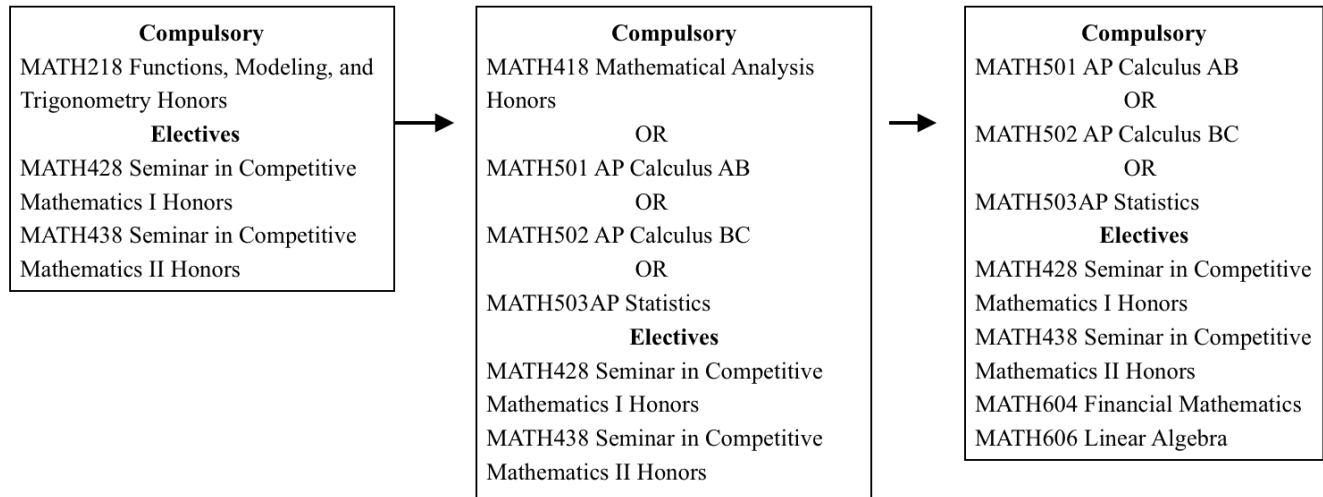 Compulsory
MATH218 Functions, Modeling, and
Trigonometry Honors
Electives
MATH428 Seminar in Competitive
Mathematics I Honors
MATH438 Seminar in Competitive
Mathematics II Honors
Compulsory
MATH418 Mathematical Analysis
Honors
OR
MATH501 AP Calculus AB
OR
MATH502 AP Calculus BC
OR
MATH503AP Statistics
Electives
MATH428 Seminar in Competitive
Mathematics I Honors
MATH438 Seminar in Competitive
Mathematics II Honors
Compulsory
MATH501 AP Calculus AB
OR
MATH502 AP Calculus BC
OR
MATH503AP Statistics
Electives
MATH428 Seminar in Competitive
Mathematics I Honors
MATH438 Seminar in Competitive
Mathematics II Honors
MATH604 Financial Mathematics
MATH606 Linear Algebra